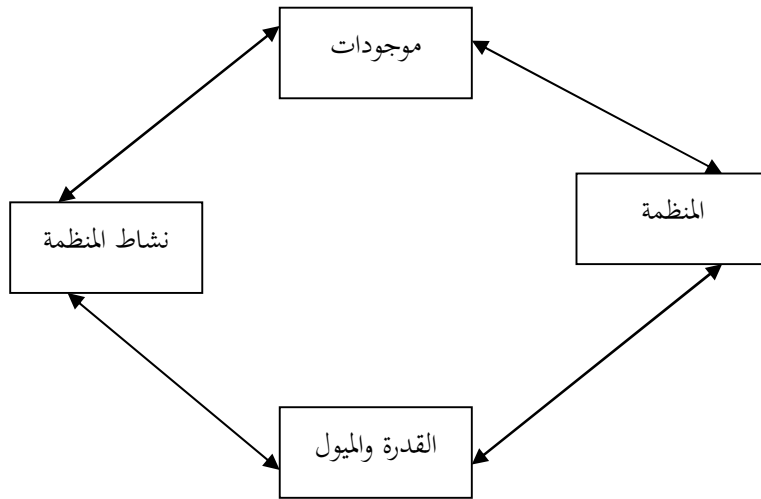 موجودات
المنظمة
نشاط المنظمة
القدرة والميول